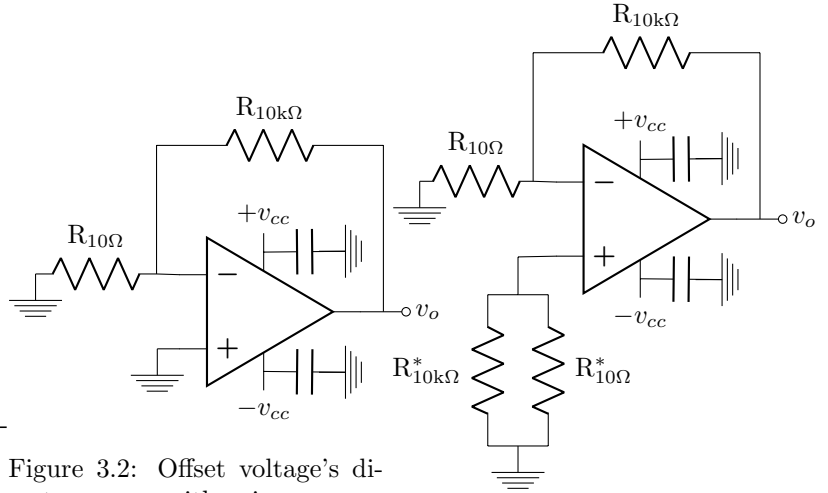 R10kΩ
R10Ω
+vcc
−
+
−vcc
vo
R10kΩ
R10Ω
+vcc
−
+
−vcc
vo
R*10kΩ
R*10Ω
Figure 3.2: Offset voltage's di-